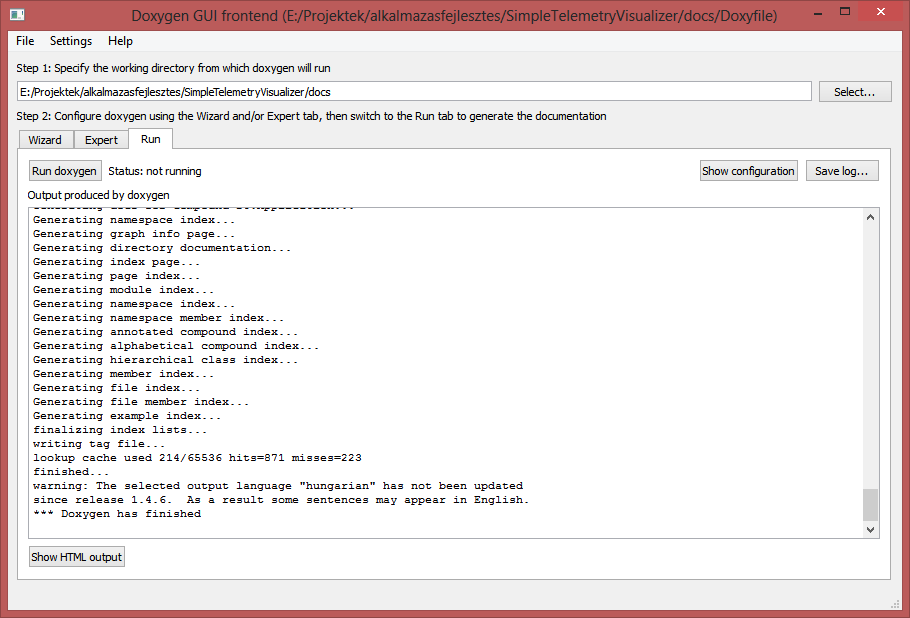 Doxygen GUI frontend (E:/Projektek/alkalmazasfejlesztes/SimpleTelemetryVisualizer/docs/Doxyfile)
File Settings Help
Step 1: Specify the working directory from which doxygen will run
E:/Projektek/alkalmazasfejlesztes/SimpleTelemetryVisualizer/docs
Select...
Step 2: Configure doxygen using the Wizard and/or Expert tab, then switch to the Run tab to generate the documentation
Wizard Expert Run
Run doxygen Status: not running Show configuration Save log...
Output produced by doxygen
Generating namespace index...
Generating graph info page...
Generating directory documentation...
Generating index page...
Generating page index...
Generating module index...
Generating namespace index...
Generating namespace member index...
Generating annotated compound index...
Generating alphabetical compound index...
Generating hierarchical class index...
Generating member index...
Generating file index...
Generating file member index...
Generating example index...
finalizing index lists...
writing tag file...
lookup cache used 214/65536 hits=871 misses=223
finished...
warning: The selected output language "hungarian" has not been updated
since release 1.4.6.  As a result some sentences may appear in English.
*** Doxygen has finished
Show HTML output